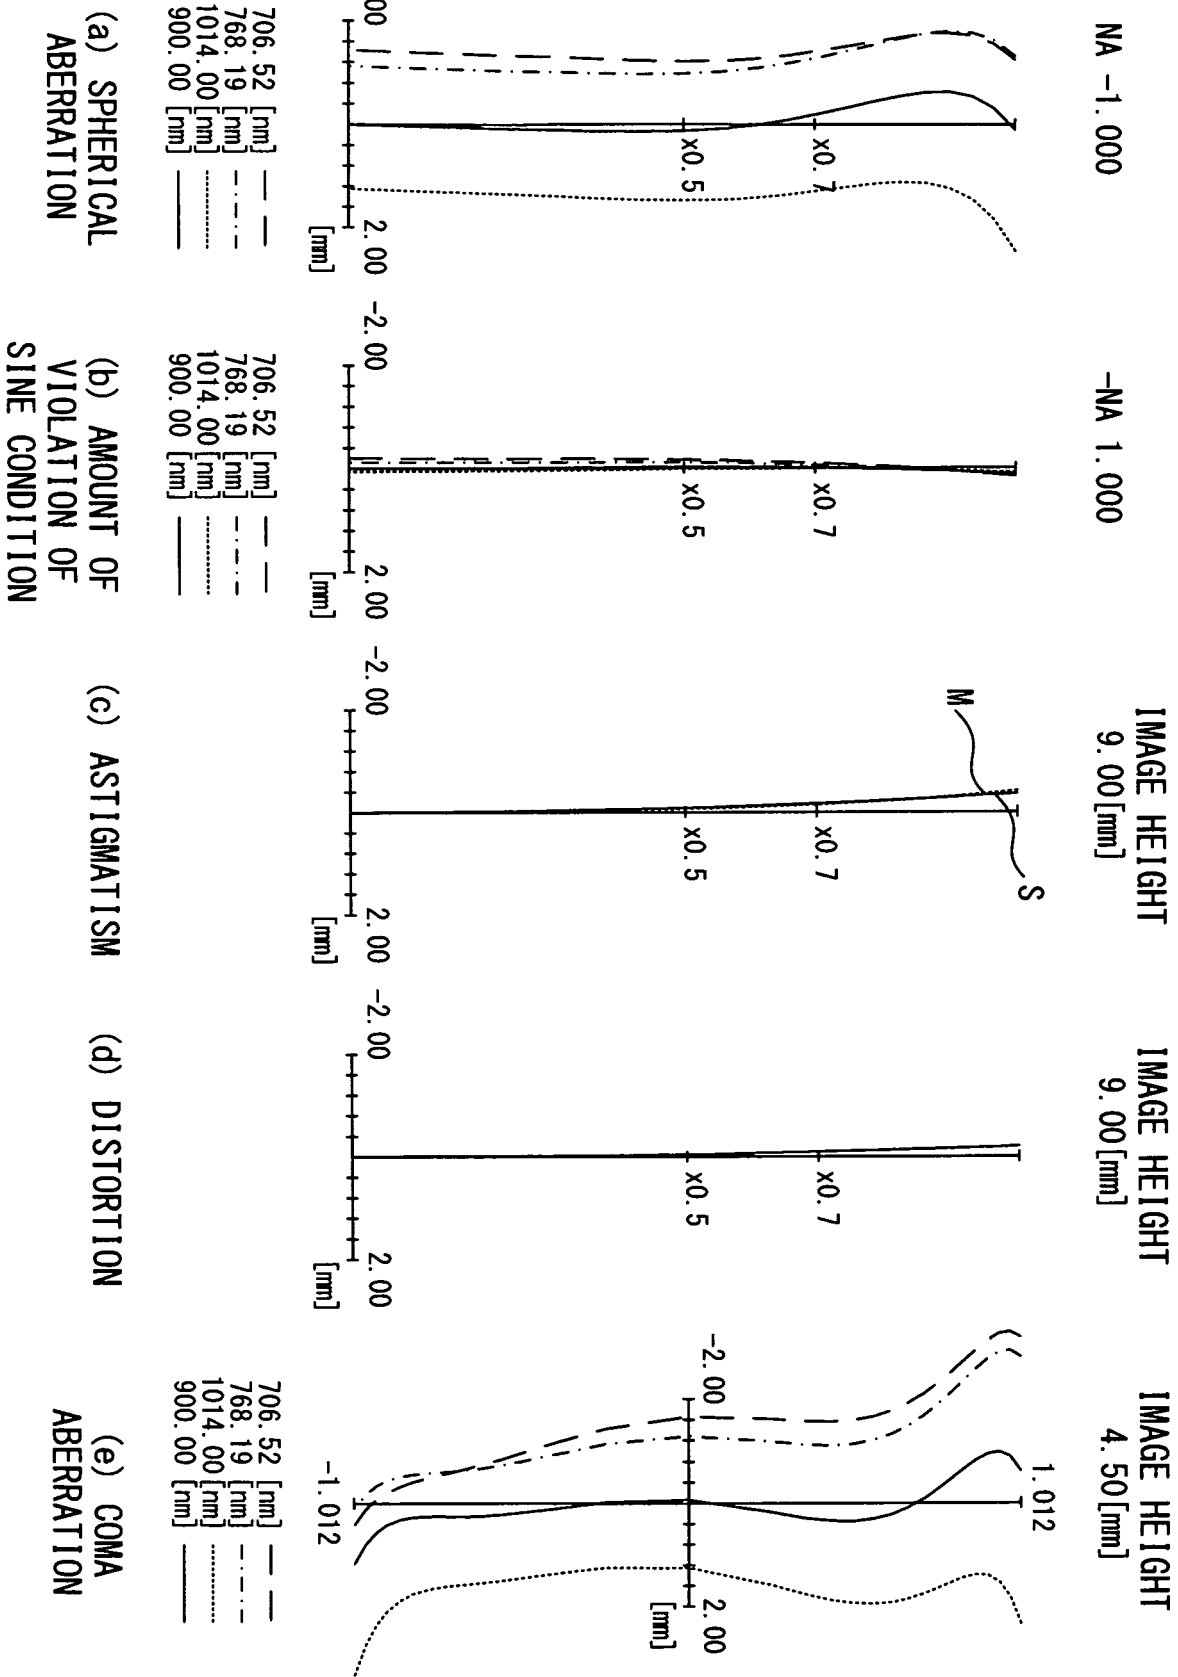 NA -1.000
00
2.00
[mm]
x0.5
x0.7
706.52 [nm]
768.19 [nm]
1014.00[nm]
900.00 [nm]
(a) SPHERICAL
ABERRATION
-NA 1.000
-2.00
2.00
[mm]
x0.5
x0.7
706.52 [nm]
768.19 [nm]
1014.00[nm]
900.00 [nm]
(b) AMOUNT OF
VIOLATION OF
SINE CONDITION
IMAGE HEIGHT
9.00[mm]
M
S
-2.00
2.00
[mm]
x0.5
x0.7
(c) ASTIGMATISM
IMAGE HEIGHT
9.00[mm]
-2.00
2.00
[mm]
x0.5
x0.7
(d) DISTORTION
IMAGE HEIGHT
4.50[mm]
1.012
-2.00
2.00
[mm]
-1.012
706.52 [nm]
768.19 [nm]
1014.00[nm]
900.00 [nm]
(e) COMA
ABERRATION